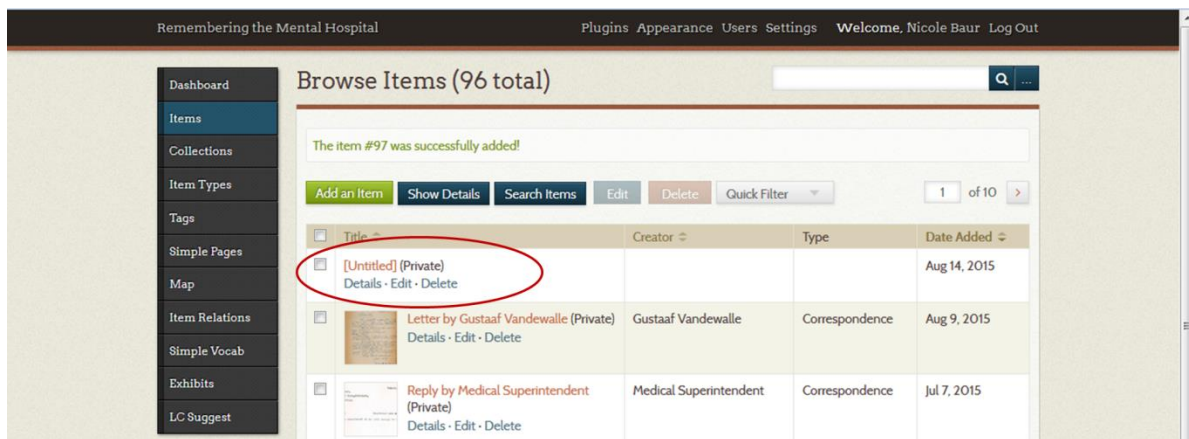 Remembering the Mental Hospital Plugins Appearance Users Settings Welcome, Nicole Baur Log Out
Dashboard
Items
Collections
Item Types
Tags
Simple Pages
Map
Item Relations
Simple Vocab
Exhibits
LC Suggest
Browse Items (96 total)
...
The item #97 was successfully added!
Add an Item Show Details Search Items Edit Delete Quick Filter 1 of 10
Title Creator Type Date Added
[Untitled] (Private) Aug 14, 2015
Details · Edit · Delete
Letter by Gustaaf Vandewalle (Private) Gustaaf Vandewalle Correspondence Aug 9, 2015
Details · Edit · Delete
Reply by Medical Superintendent Medical Superintendent Correspondence Jul 7, 2015
(Private)
Details · Edit · Delete